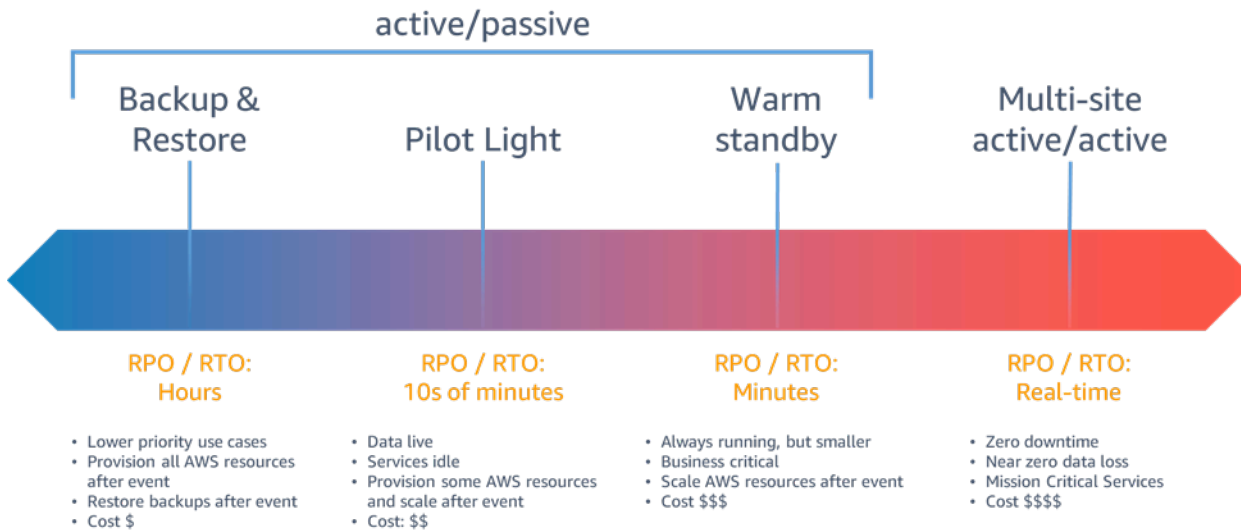 active/passive
Backup &
Restore
Pilot Light
Warm
standby
Multi-site
active/active
RPO / RTO:
Hours
RPO / RTO:
10s of minutes
RPO / RTO:
Minutes
RPO / RTO:
Real-time
• Lower priority use cases
• Provision all AWS resources
after event
• Restore backups after event
• Cost $
• Data live
• Services idle
• Provision some AWS resources
and scale after event
• Cost: $$
• Always running, but smaller
• Business critical
• Scale AWS resources after event
• Cost $$$
• Zero downtime
• Near zero data loss
• Mission Critical Services
• Cost $$$$